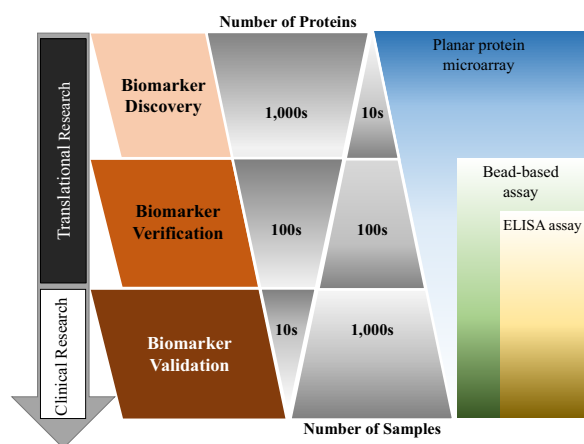 Number of Proteins
Planar protein
microarray
Biomarker
Discovery
1,000s
10s
Translational Research
Bead-based
assay
Biomarker
Verification
100s
100s
ELISA assay
Clinical Research
Biomarker
Validation
10s
1,000s
Number of Samples